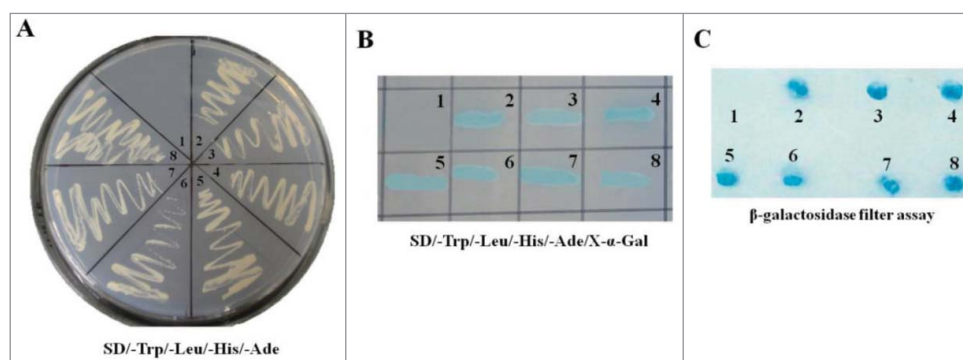 A
1 2
8 3
7 4
6 5
SD/-Trp/-Leu/-His/-Ade
B
1 2 3 4
5 6 7 8
SD/-Trp/-Leu/-His/-Ade/X-α-Gal
C
1 2 3 4
5 6 7 8
β-galactosidase filter assay